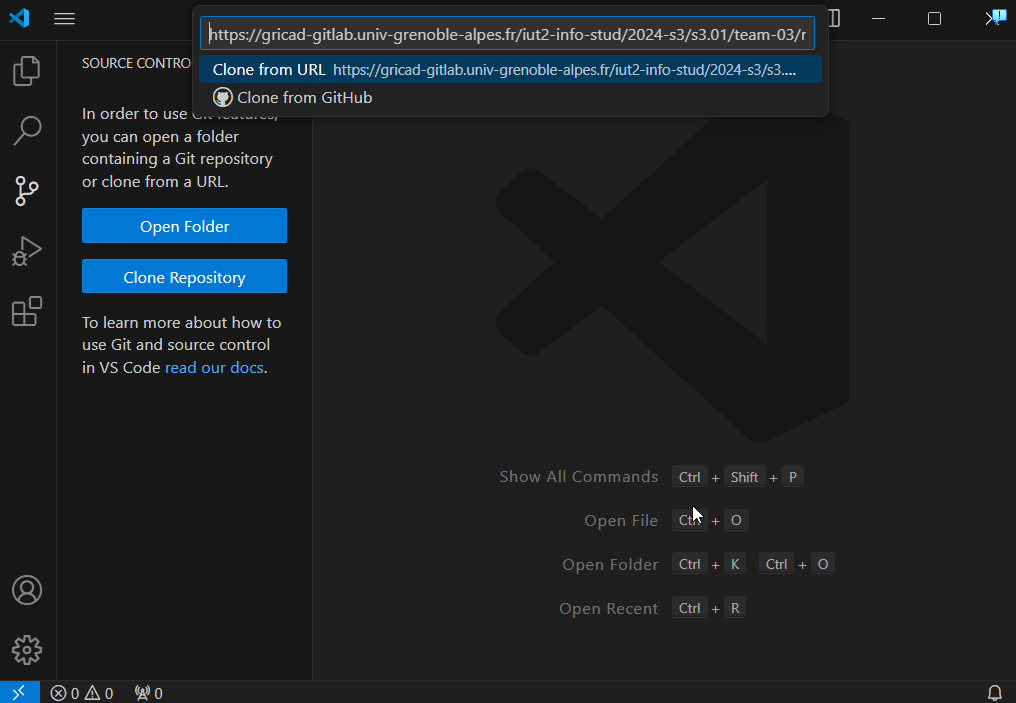 https://gricad-gitlab.univ-grenoble-alpes.fr/iut2-info-stud/2024-s3/s3.01/team-03/r
Clone from URL https://gricad-gitlab.univ-grenoble-alpes.fr/iut2-info-stud/2024-s3/s3....
Clone from GitHub
SOURCE CONTRO
In order to use Git features,
you can open a folder
containing a Git repository
or clone from a URL.
Open Folder
Clone Repository
To learn more about how to
use Git and source control
in VS Code read our docs.
Show All Commands Ctrl + Shift + P
Open File Ctrl + O
Open Folder Ctrl + K Ctrl + O
Open Recent Ctrl + R
0 0 0